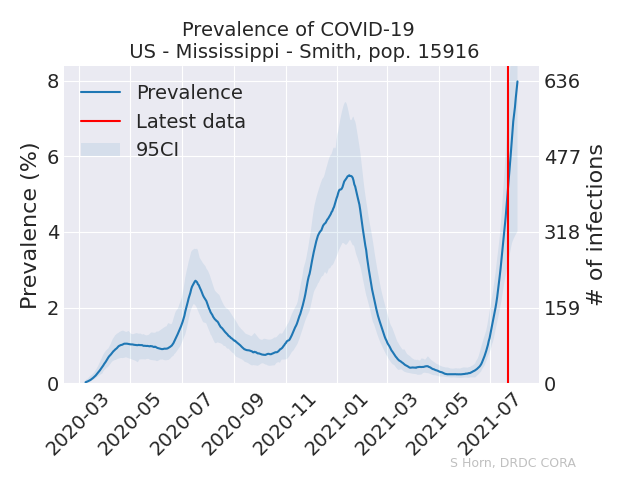 Prevalence of COVID-19
US - Mississippi - Smith, pop. 15916
Prevalence
Latest data
95CI
Prevalence (%)
8
6
4
2
0
636
477
318
159
0
# of infections
2020-03
2020-05
2020-07
2020-09
2020-11
2021-01
2021-03
2021-05
2021-07
S Horn, DRDC CORA